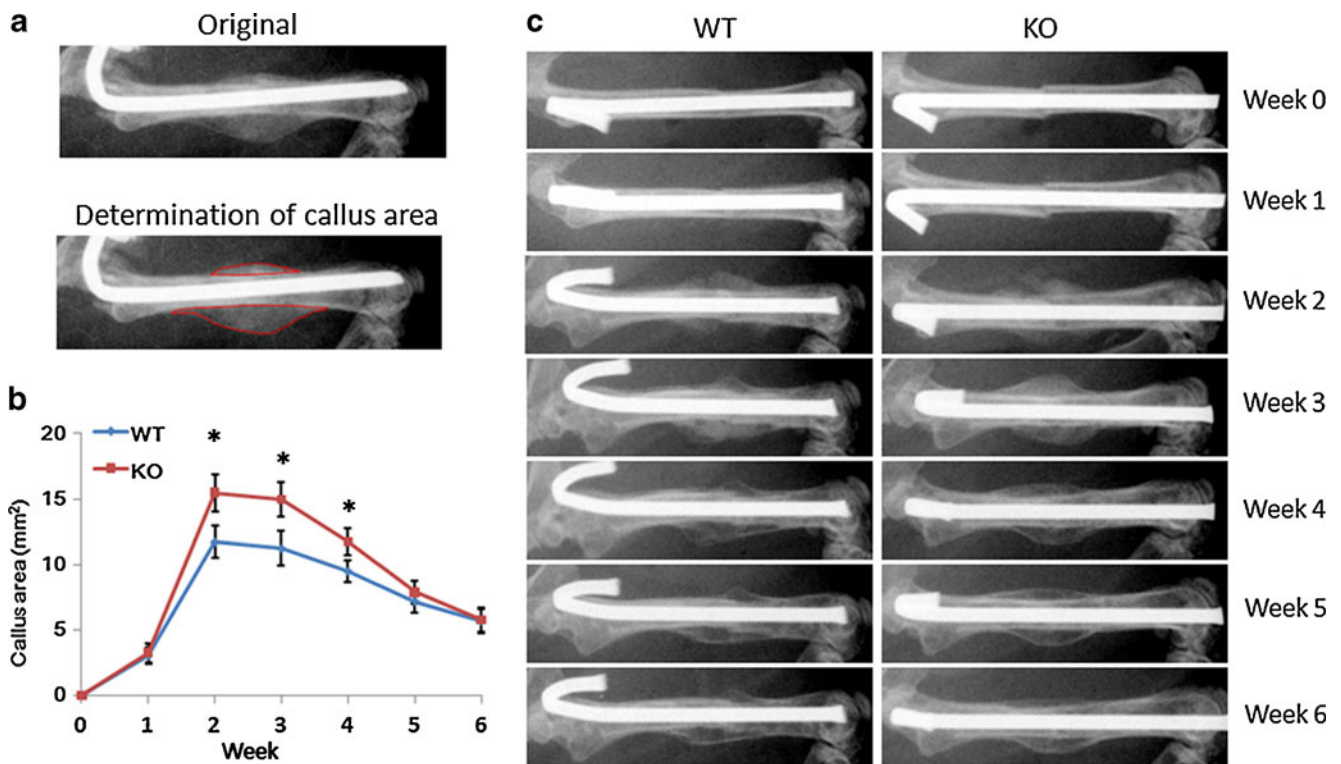 a
Original
Determination of callus area
b
WT
KO
Callus area (mm²)
20
15
10
5
0
*
*
*
0 1 2 3 4 5 6
Week
c
WT KO
Week 0
Week 1
Week 2
Week 3
Week 4
Week 5
Week 6